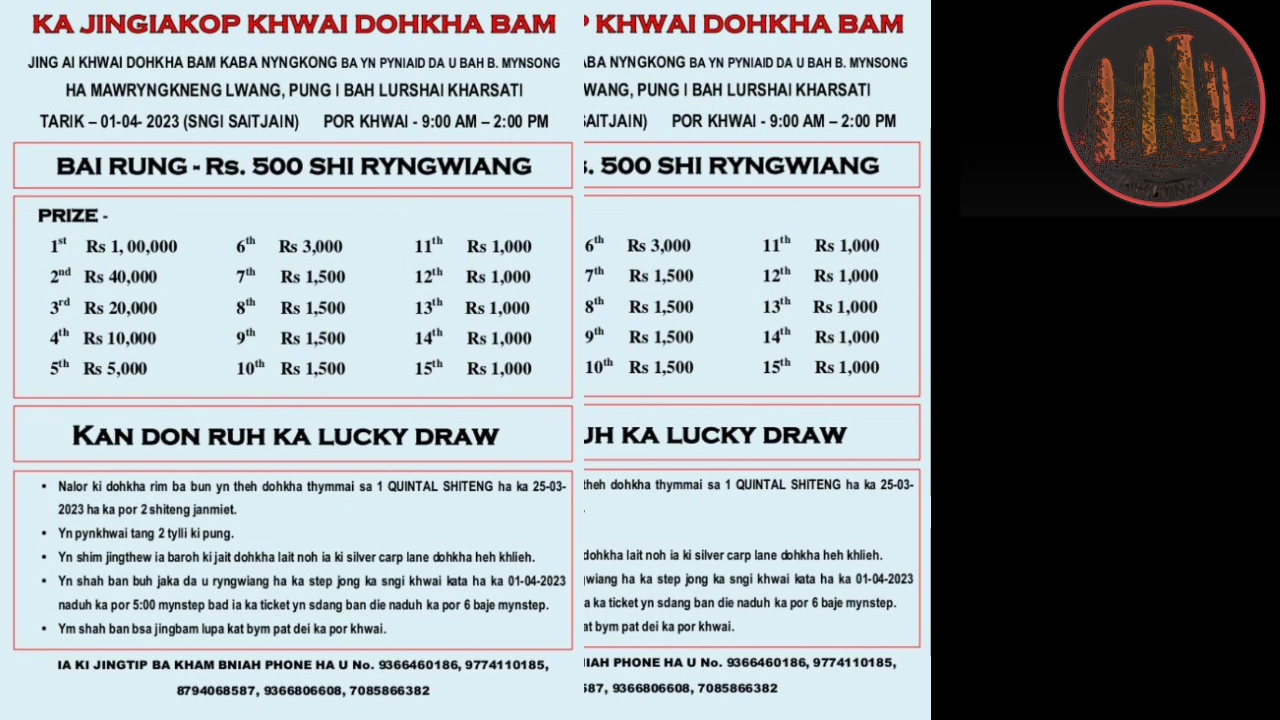 KA JINGIAKOP KHWAI DOHKHA BAM
JING AI KHWAI DOHKHA BAM KABA NYNGKONG BA YN PYNIAID DA U BAH B. MYNSONG
HA MAWRYNGKNENG LWANG, PUNG I BAH LURSHAI KHARSATI
TARIK – 01-04- 2023 (SNGI SAITJAIN) POR KHWAI - 9:00 AM – 2:00 PM
BAI RUNG - Rs. 500 SHI RYNGWIANG
PRIZE -
1st Rs 1, 00,000 6th Rs 3,000 11th Rs 1,000
2nd Rs 40,000 7th Rs 1,500 12th Rs 1,000
3rd Rs 20,000 8th Rs 1,500 13th Rs 1,000
4th Rs 10,000 9th Rs 1,500 14th Rs 1,000
5th Rs 5,000 10th Rs 1,500 15th Rs 1,000
KAN DON RUH KA LUCKY DRAW
• Nalor ki dohkha rim ba bun yn theh dohkha thymmai sa 1 QUINTAL SHITENG ha ka 25-03-
2023 ha ka por 2 shiteng janmiet.
• Yn pynkhwai tang 2 tylli ki pung.
• Yn shim jingthew ia baroh ki jait dohkha lait noh ia ki silver carp lane dohkha heh khlieh.
• Yn shah ban buh jaka da u ryngwiang ha ka step jong ka sngi khwai kata ha ka 01-04-2023
naduh ka por 5:00 mynstep bad ia ka ticket yn sdang ban die naduh ka por 6 baje mynstep.
• Ym shah ban bsa jingbam lupa kat bym pat dei ka por khwai.
IA KI JINGTIP BA KHAM BNIAH PHONE HA U No. 9366460186, 9774110185,
8794068587, 9366806608, 7085866382
KHWAI DOHKHA BAM
BA NYNGKONG BA YN PYNIAID DA U BAH B. MYNSONG
WANG, PUNG I BAH LURSHAI KHARSATI
SAITJAIN) POR KHWAI - 9:00 AM – 2:00 PM
s. 500 SHI RYNGWIANG
6th Rs 3,000 11th Rs 1,000
7th Rs 1,500 12th Rs 1,000
8th Rs 1,500 13th Rs 1,000
9th Rs 1,500 14th Rs 1,000
10th Rs 1,500 15th Rs 1,000
UH KA LUCKY DRAW
theh dohkha thymmai sa 1 QUINTAL SHITENG ha ka 25-03-
.
dohkha lait noh ia ki silver carp lane dohkha heh khlieh.
gwiang ha ka step jong ka sngi khwai kata ha ka 01-04-2023
a ka ticket yn sdang ban die naduh ka por 6 baje mynstep.
at bym pat dei ka por khwai.
IAH PHONE HA U No. 9366460186, 9774110185,
587, 9366806608, 7085866382